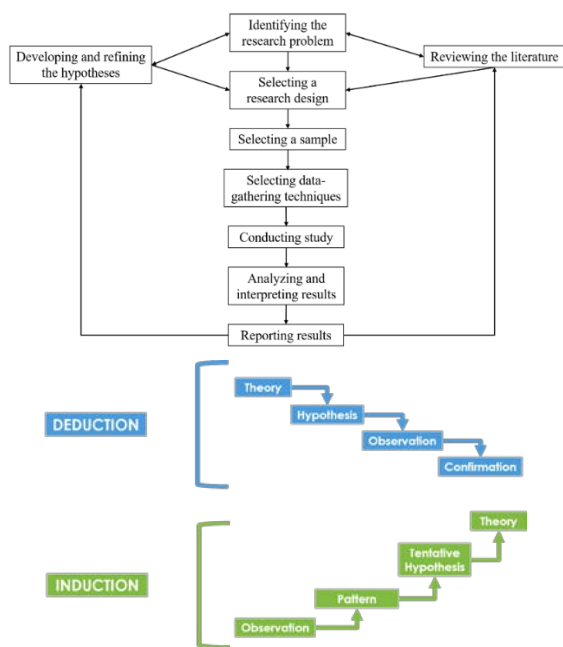 Identifying the
research problem
Developing and refining
the hypotheses
Reviewing the literature
Selecting a
research design
Selecting a sample
Selecting data-
gathering techniques
Conducting study
Analyzing and
interpreting results
Reporting results
DEDUCTION
Theory
Hypothesis
Observation
Confirmation
INDUCTION
Theory
Tentative
Hypothesis
Pattern
Observation